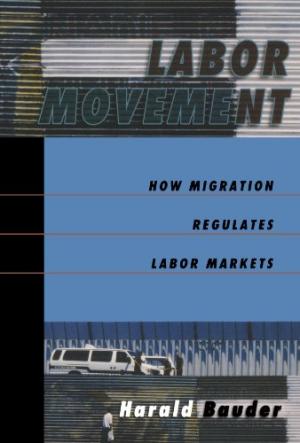 LABOR
MOVEMENT
HOW MIGRATION
REGULATES
LABOR MARKETS
Harald Bauder